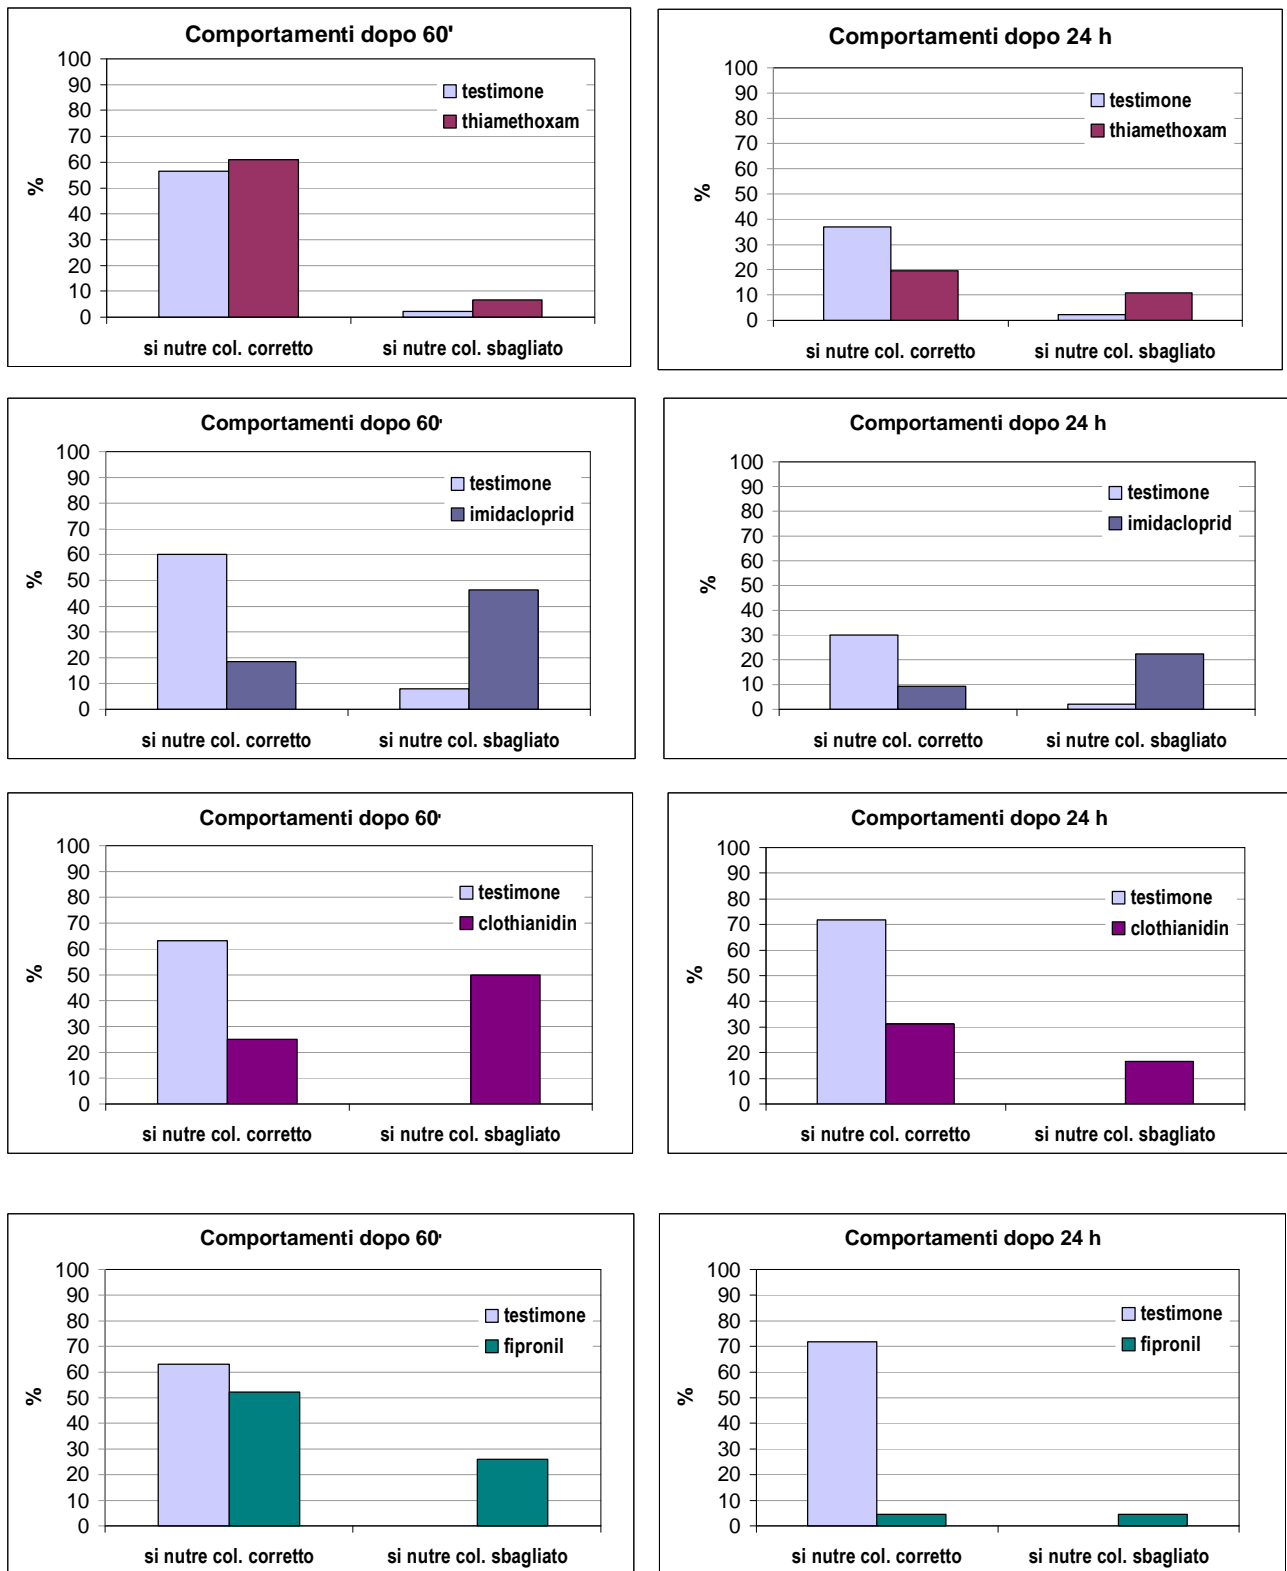 Comportamenti dopo 60'
100
90
80
70
60
50
40
30
20
10
0
%
testimone
thiamethoxam
si nutre col. corretto
si nutre col. sbagliato
Comportamenti dopo 24 h
100
90
80
70
60
50
40
30
20
10
0
%
testimone
thiamethoxam
si nutre col. corretto
si nutre col. sbagliato
Comportamenti dopo 60'
100
90
80
70
60
50
40
30
20
10
0
%
testimone
imidacloprid
si nutre col. corretto
si nutre col. sbagliato
Comportamenti dopo 24 h
100
90
80
70
60
50
40
30
20
10
0
%
testimone
imidacloprid
si nutre col. corretto
si nutre col. sbagliato
Comportamenti dopo 60'
100
90
80
70
60
50
40
30
20
10
0
%
testimone
clothianidin
si nutre col. corretto
si nutre col. sbagliato
Comportamenti dopo 24 h
100
90
80
70
60
50
40
30
20
10
0
%
testimone
clothianidin
si nutre col. corretto
si nutre col. sbagliato
Comportamenti dopo 60'
100
90
80
70
60
50
40
30
20
10
0
%
testimone
fipronil
si nutre col. corretto
si nutre col. sbagliato
Comportamenti dopo 24 h
100
90
80
70
60
50
40
30
20
10
0
%
testimone
fipronil
si nutre col. corretto
si nutre col. sbagliato